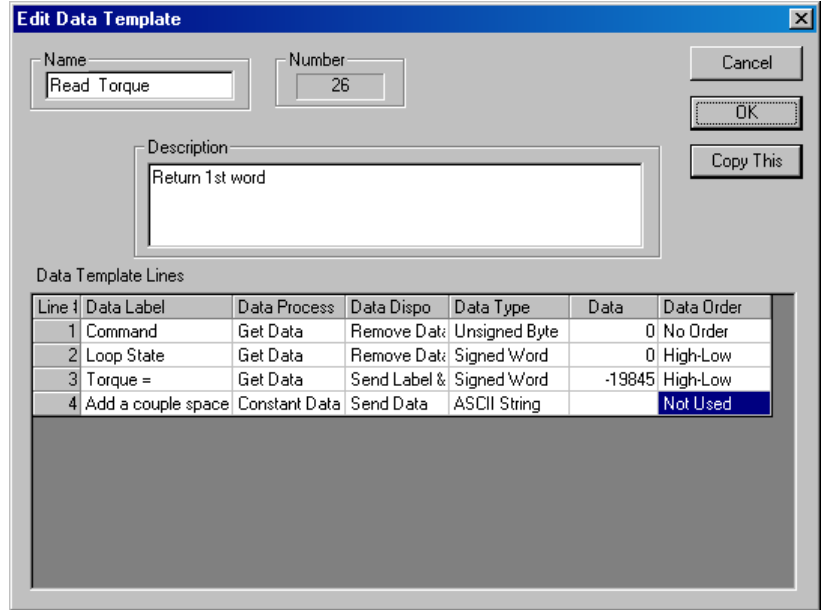 Edit Data Template
Name
Number
Read Torque
26
Cancel
OK
Copy This
Description
Return 1st word
Data Template Lines
Line # Data Label Data Process Data Dispo Data Type Data Data Order
1 Command Get Data Remove Data Unsigned Byte 0 No Order
2 Loop State Get Data Remove Data Signed Word 0 High-Low
3 Torque = Get Data Send Label & Signed Word -19845 High-Low
4 Add a couple space Constant Data Send Data ASCII String Not Used